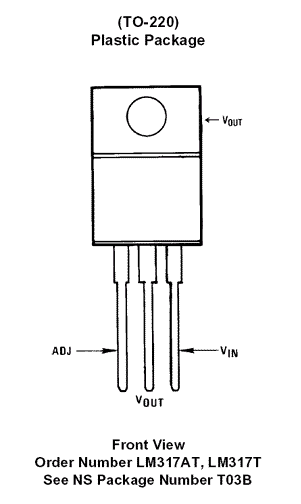 (TO-220)
Plastic Package
VOUT
ADJ
VIN
VOUT
Front View
Order Number LM317AT, LM317T
See NS Package Number T03B